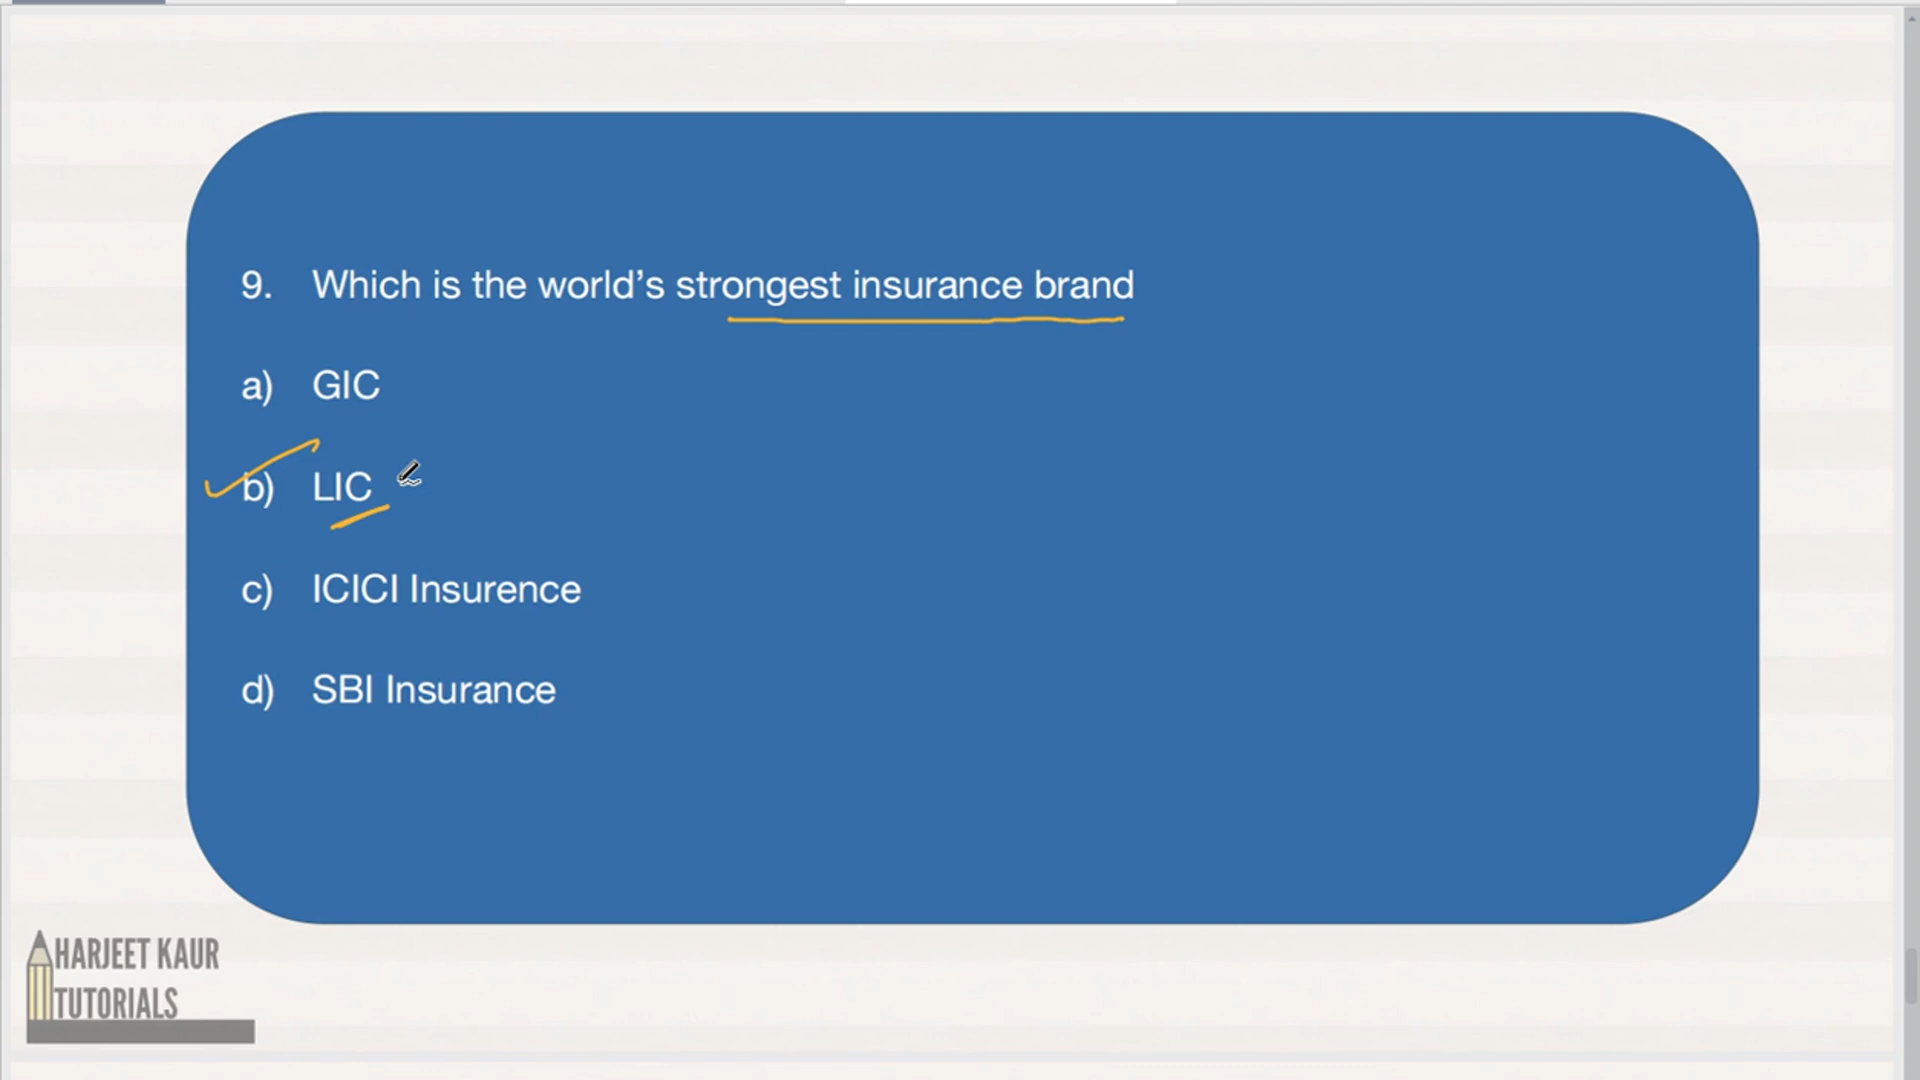 9. Which is the world’s strongest insurance brand
a) GIC
b) LIC
c) ICICI Insurence
d) SBI Insurance
HARJEET KAUR
TUTORIALS